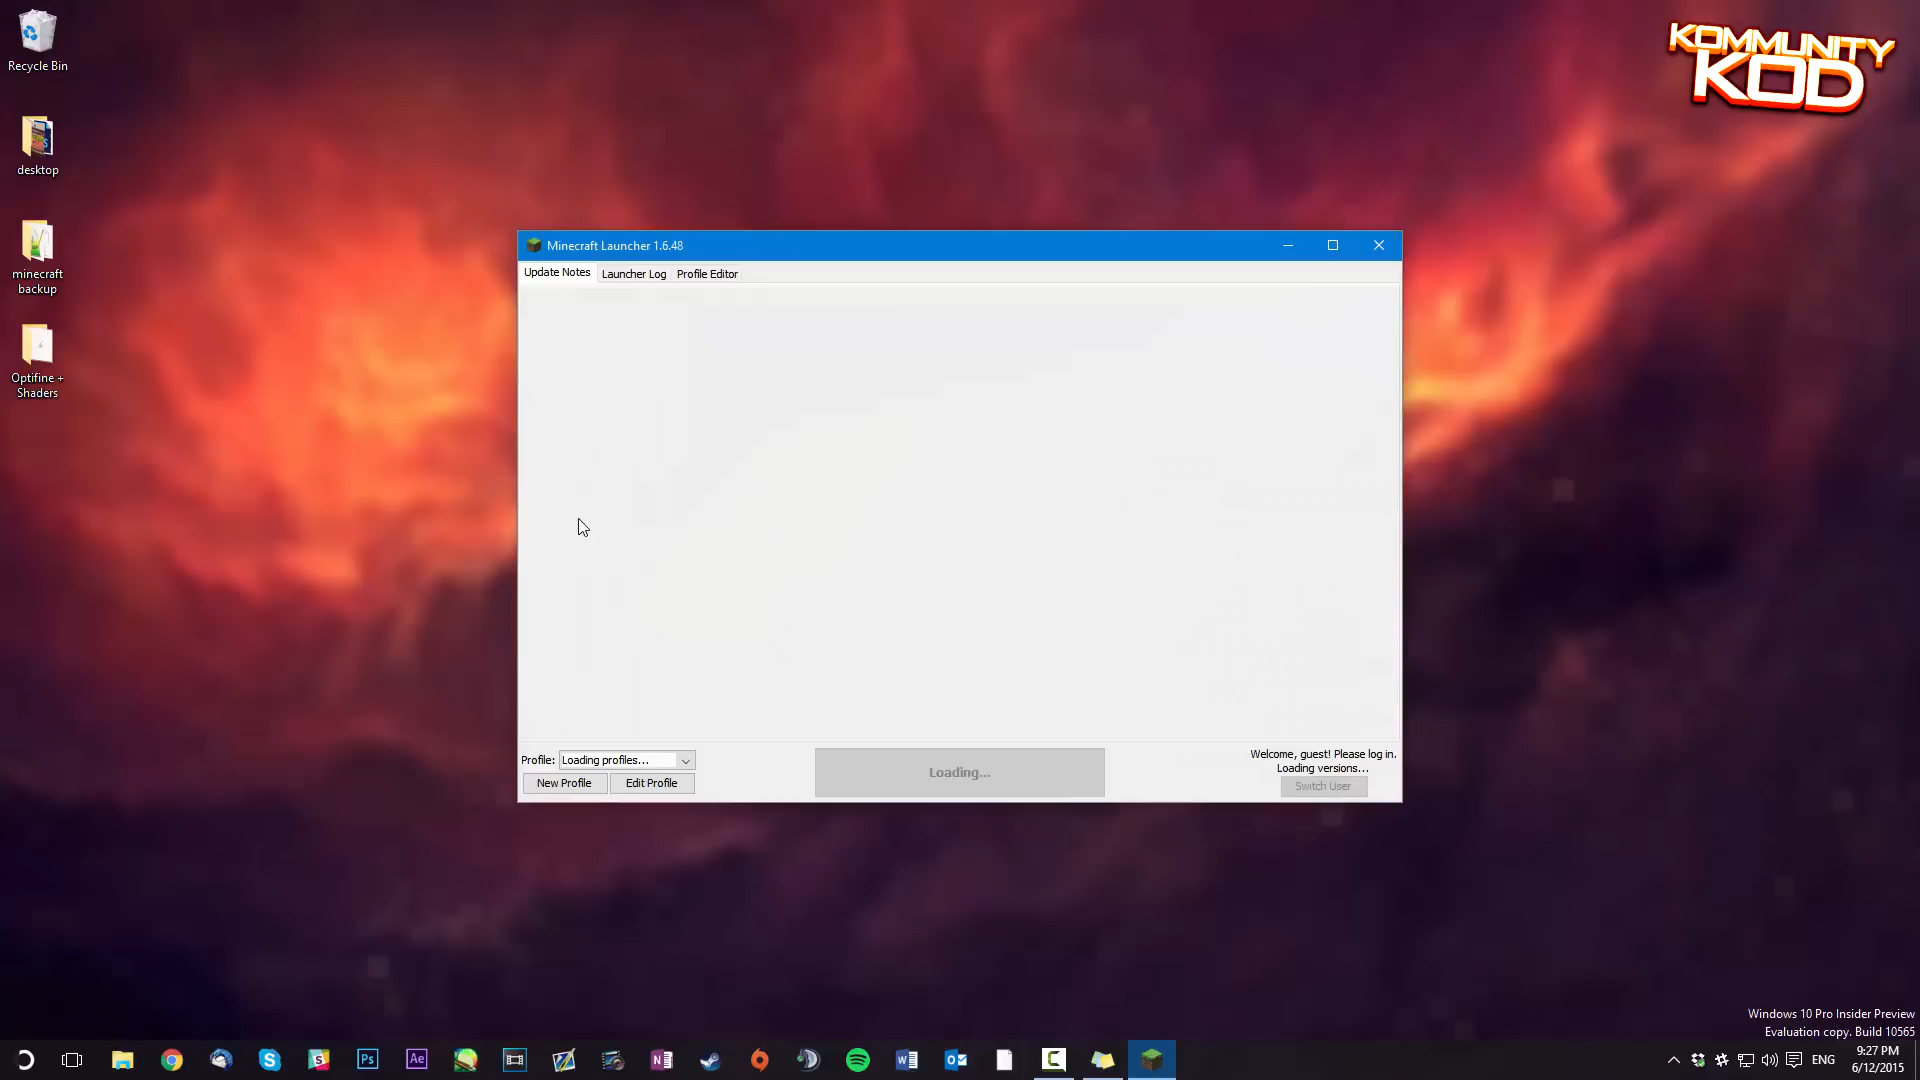 Recycle Bin
KOMMUNITY
KOD
desktop
minecraft
backup
Optifine +
Shaders
Minecraft Launcher 1.6.48
Update Notes
Launcher Log
Profile Editor
Profile:
Loading profiles...
New Profile
Edit Profile
Loading...
Welcome, guest! Please log in.
Loading versions...
Switch User
Windows 10 Pro Insider Preview
Evaluation copy. Build 10565
Ps
Ae
N
W
ENG
9:27 PM
6/12/2015